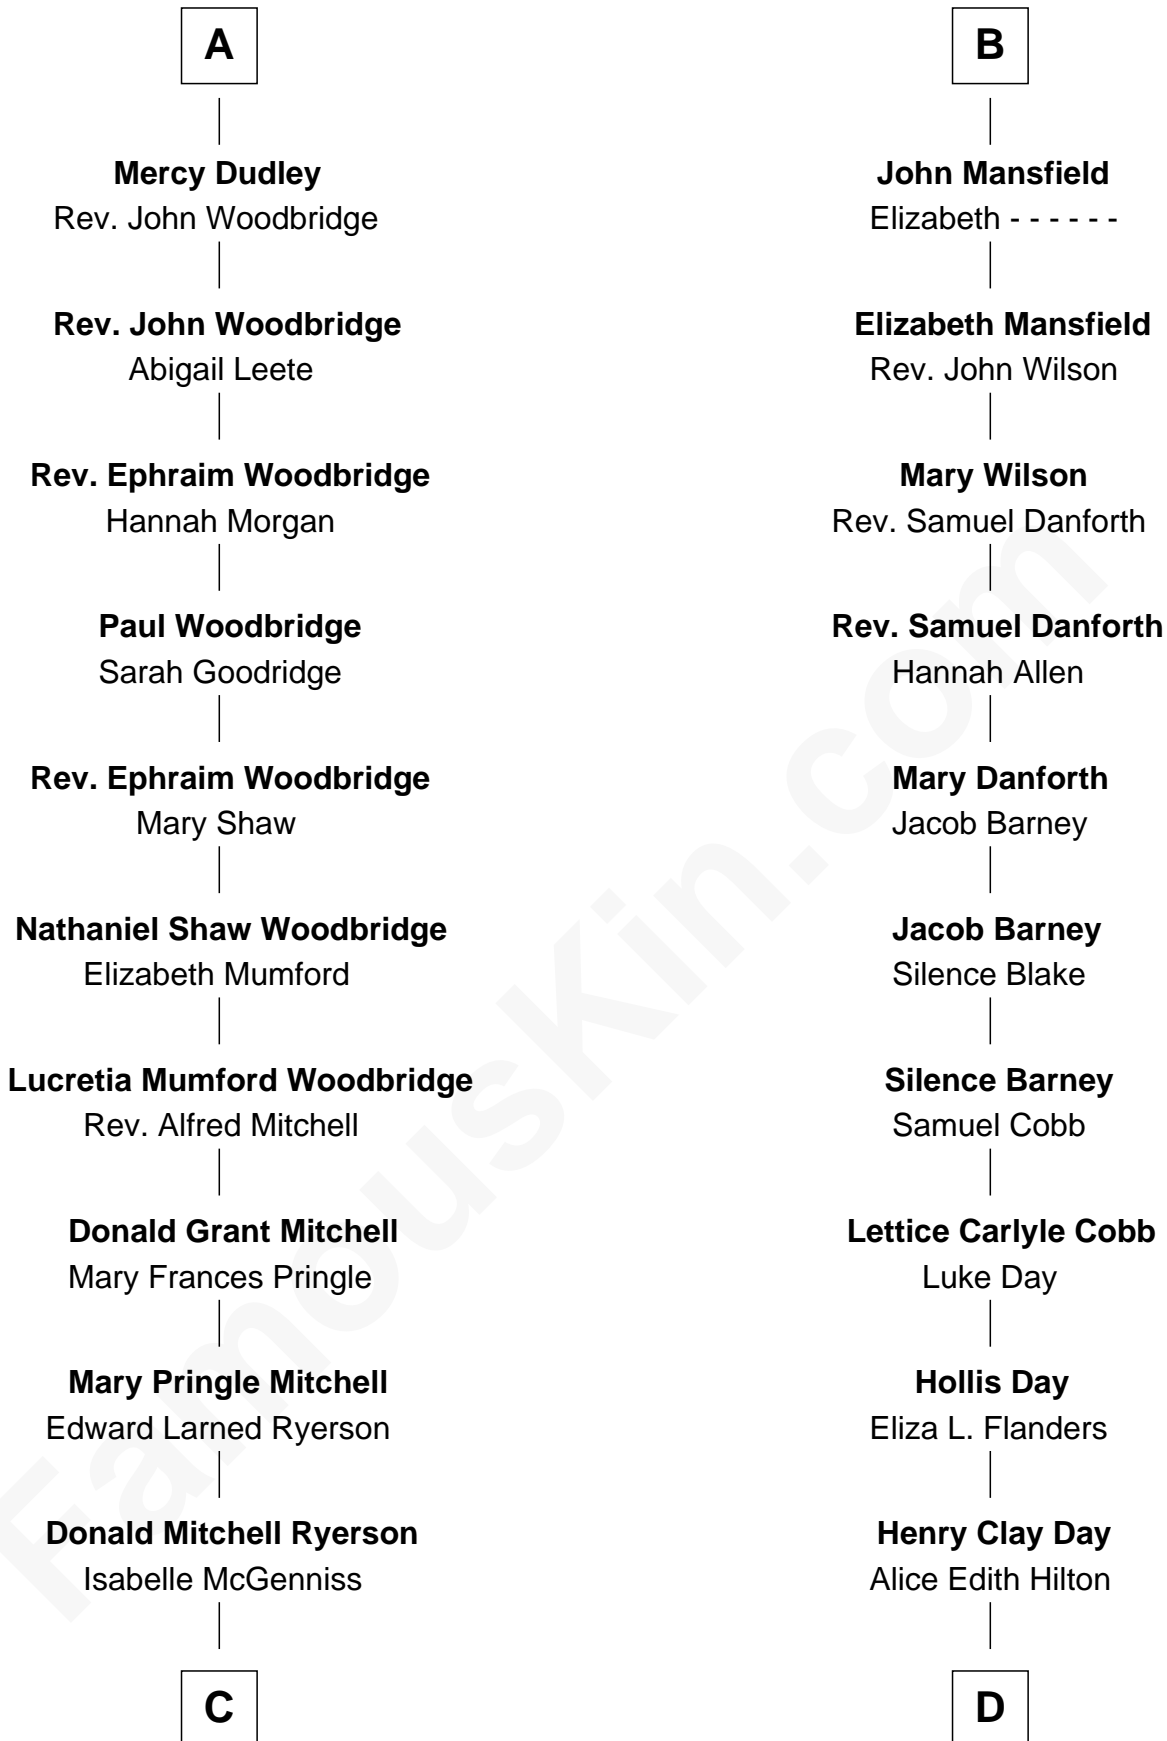 A
Mercy Dudley
Rev. John Woodbridge
Rev. John Woodbridge
Abigail Leete
Rev. Ephraim Woodbridge
Hannah Morgan
Paul Woodbridge
Sarah Goodridge
Rev. Ephraim Woodbridge
Mary Shaw
Nathaniel Shaw Woodbridge
Elizabeth Mumford
Lucretia Mumford Woodbridge
Rev. Alfred Mitchell
Donald Grant Mitchell
Mary Frances Pringle
Mary Pringle Mitchell
Edward Larned Ryerson
Donald Mitchell Ryerson
Isabelle McGenniss
C
B
John Mansfield
Elizabeth - - - - - -
Elizabeth Mansfield
Rev. John Wilson
Mary Wilson
Rev. Samuel Danforth
Rev. Samuel Danforth
Hannah Allen
Mary Danforth
Jacob Barney
Jacob Barney
Silence Blake
Silence Barney
Samuel Cobb
Lettice Carlyle Cobb
Luke Day
Hollis Day
Eliza L. Flanders
Henry Clay Day
Alice Edith Hilton
D
FamousKin.com